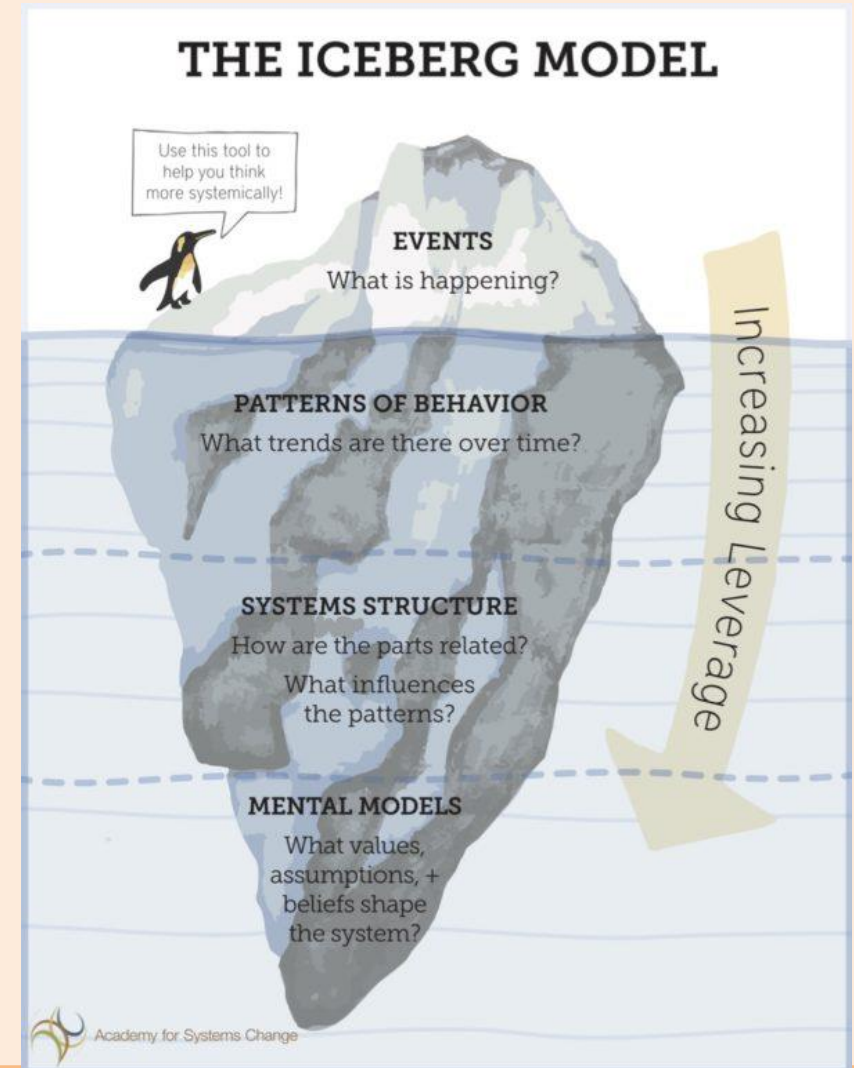 THE ICEBERG MODEL
Use this tool to
help you think
more systemically!
EVENTS
What is happening?
PATTERNS OF BEHAVIOR
What trends are there over time?
SYSTEMS STRUCTURE
How are the parts related?
What influences
the patterns?
MENTAL MODELS
What values,
assumptions, +
beliefs shape
the system?
Increasing Leverage
Academy for Systems Change